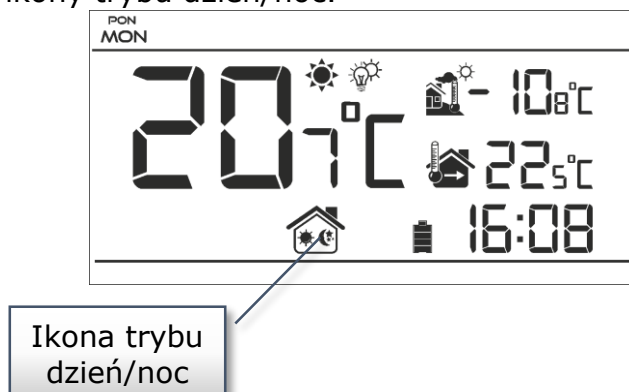 ikony trybu dzień/noc.
PON
MON
20 7°C
- 10 8°C
22 5°C
16:08
Ikona trybu
dzień/noc